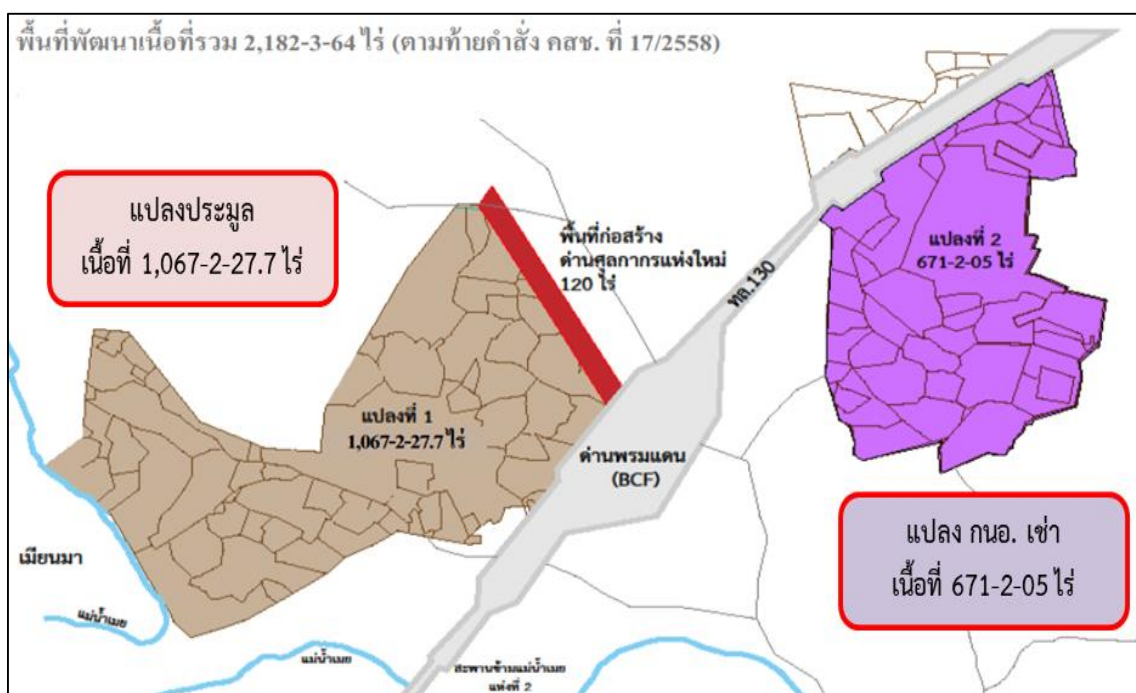 พื้นที่พัฒนาเนื้อที่รวม 2,182-3-64 ไร่ (ตามท้ายคำสั่ง คสช. ที่ 17/2558)
แปลงประมูล
เนื้อที่ 1,067-2-27.7 ไร่
พื้นที่ก่อสร้าง
ด่านศุลกากรแห่งใหม่
120 ไร่
ทล.130
แปลงที่ 2
671-2-05 ไร่
แปลงที่ 1
1,067-2-27.7 ไร่
ด่านพรมแดน
(BCF)
แปลง กนอ. เช่า
เนื้อที่ 671-2-05 ไร่
เมียนมา
แม่น้ำเมย
แม่น้ำเมย
สะพานข้ามแม่น้ำเมย
แห่งที่ 2